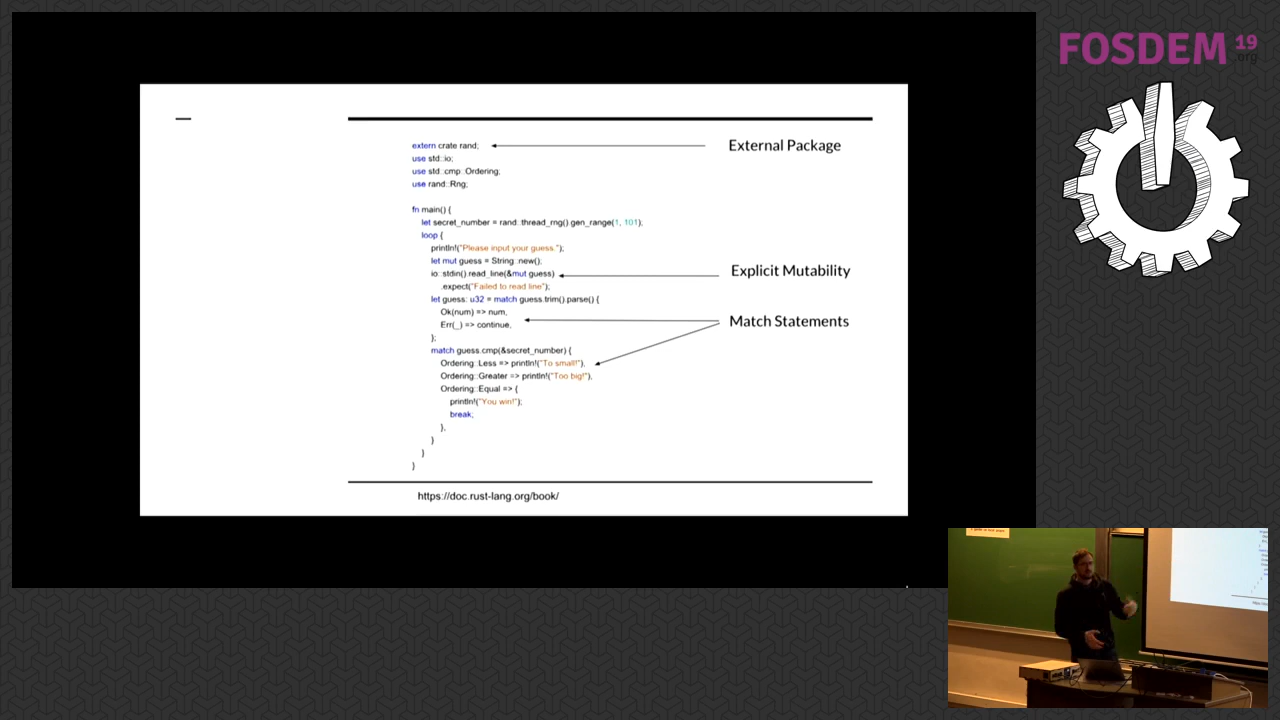 FOSDEM 19
.org
extern crate rand;
External Package
use std::io;
use std::cmp::Ordering;
use rand::Rng;
fn main() {
let secret_number = rand::thread_rng().gen_range(1, 101);
loop {
println!("Please input your guess.");
let mut guess = String::new();
Explicit Mutability
io::stdin().read_line(&mut guess)
.expect("Failed to read line");
let guess: u32 = match guess.trim().parse() {
Ok(num) => num,
Match Statements
Err(_) => continue,
};
match guess.cmp(&secret_number) {
Ordering::Less => println!("To small!"),
Ordering::Greater => println!("Too big!"),
Ordering::Equal => {
println!("You win!");
break;
},
}
}
}
https://doc.rust-lang.org/book/